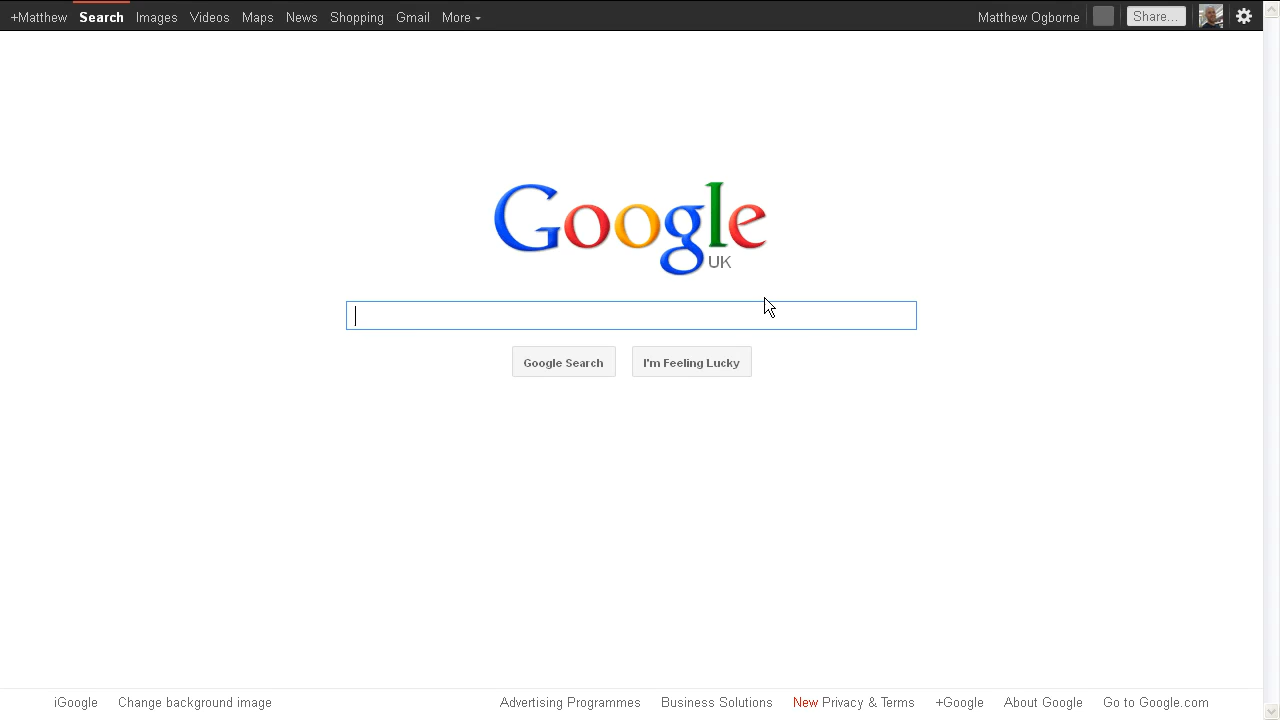 +Matthew Search Images Videos Maps News Shopping Gmail More Matthew Ogborne Share...
Google
UK
Google Search I'm Feeling Lucky
iGoogle Change background image Advertising Programmes Business Solutions New Privacy & Terms +Google About Google Go to Google om